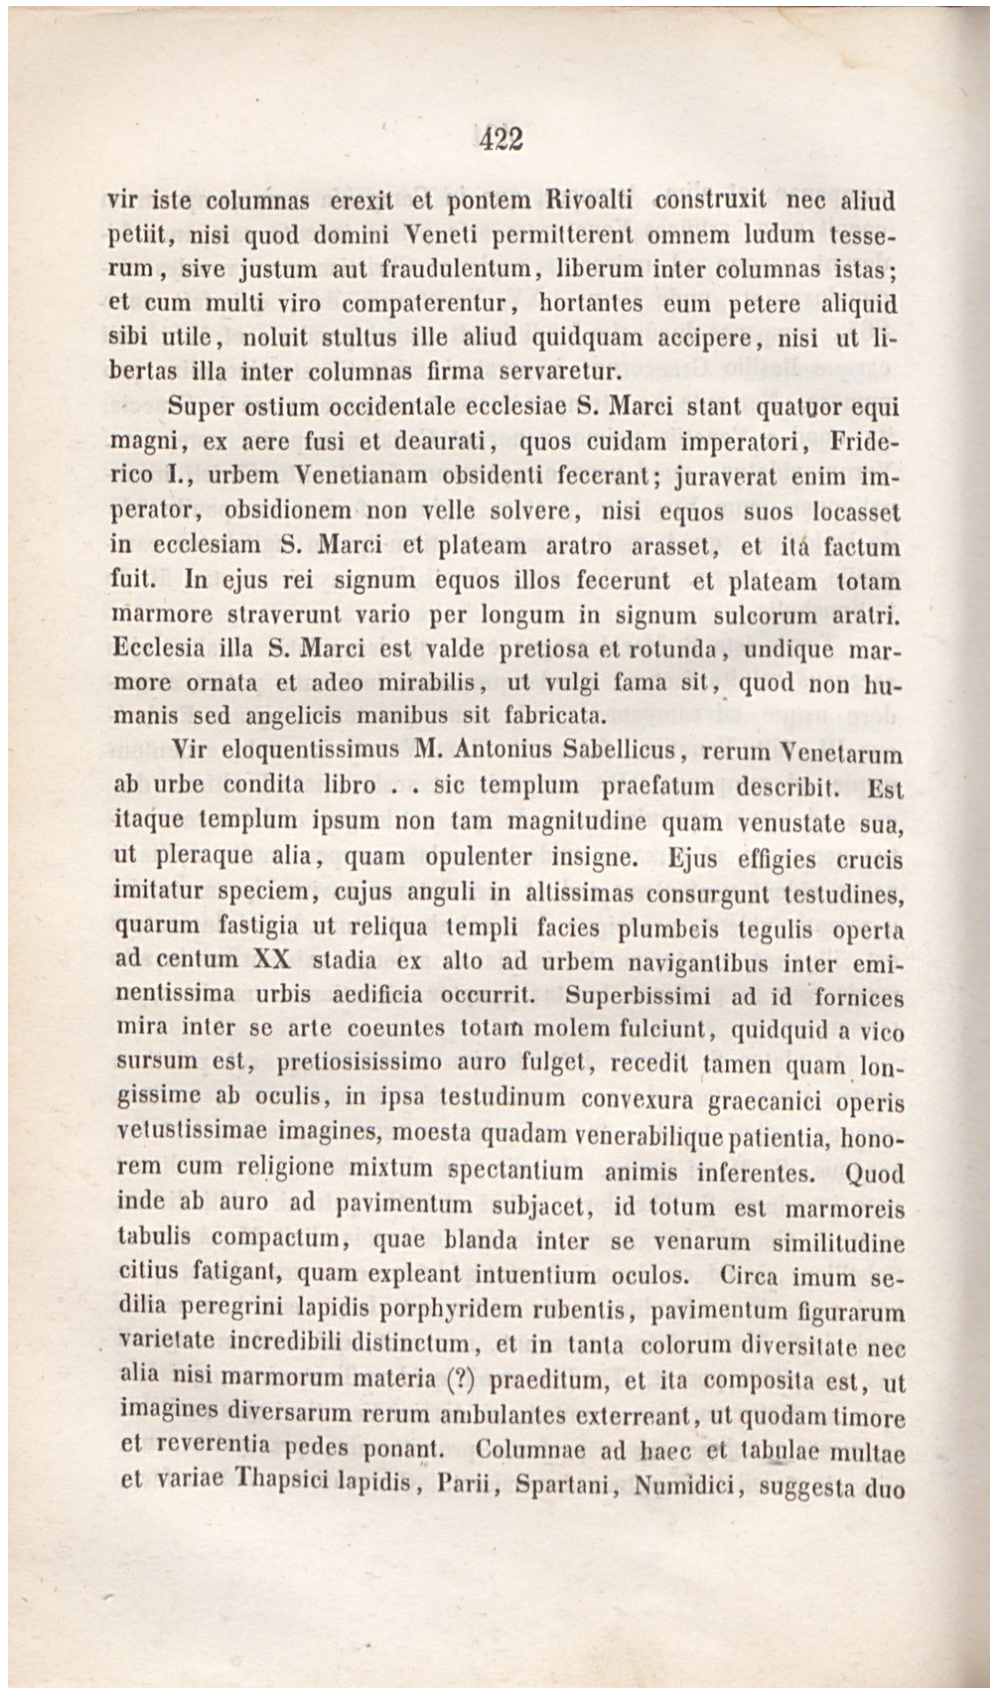 422
vir iste columnas erexit et pontem Rivoalti construxit nec aliud
petiit, nisi quod domini Veneti permitterent omnem ludum tesse-
rum, sive justum aut fraudulentum, liberum inter columnas istas;
et cum multi viro compaterentur, hortantes eum petere aliquid
sibi utile, noluit stultus ille aliud quidquam accipere, nisi ut li-
bertas illa inter columnas firma servaretur.
Super ostium occidentale ecclesiae S. Marci stant quatuor equi
magni, ex aere fusi et deaurati, quos cuidam imperatori, Fride-
rico I., urbem Venetianam obsidenti fecerant; juraverat enim im-
perator, obsidionem non velle solvere, nisi equos suos locasset
in ecclesiam S. Marci et plateam aratro arasset, et ita factum
fuit. In ejus rei signum equos illos fecerunt et plateam totam
marmore straverunt vario per longum in signum sulcorum aratri.
Ecclesia illa S. Marci est valde pretiosa et rotunda, undique mar-
more ornata et adeo mirabilis, ut vulgi fama sit, quod non hu-
manis sed angelicis manibus sit fabricata.
Vir eloquentissimus M. Antonius Sabellicus, rerum Venetarum
ab urbe condita libro . . sic templum praefatum describit. Est
itaque templum ipsum non tam magnitudine quam venustate sua,
ut pleraque alia, quam opulenter insigne. Ejus effigies crucis
imitatur speciem, cujus anguli in altissimas consurgunt testudines,
quarum fastigia ut reliqua templi facies plumbeis tegulis operta
ad centum XX stadia ex alto ad urbem navigantibus inter emi-
nentissima urbis aedificia occurrit. Superbissimi ad id fornices
mira inter se arte coeuntes totam molem fulciunt, quidquid a vico
sursum est, pretiosisissimo auro fulget, recedit tamen quam lon-
gissime ab oculis, in ipsa testudinum convexura graecanici operis
vetustissimae imagines, moesta quadam venerabilique patientia, hono-
rem cum religione mixtum spectantium animis inferentes. Quod
inde ab auro ad pavimentum subjacet, id totum est marmoreis
tabulis compactum, quae blanda inter se venarum similitudine
citius fatigant, quam expleant intuentium oculos. Circa imum se-
dilia peregrini lapidis porphyridem rubentis, pavimentum figurarum
varietate incredibili distinctum, et in tanta colorum diversitate nec
alia nisi marmorum materia (?) praeditum, et ita composita est, ut
imagines diversarum rerum ambulantes exterreant, ut quodam timore
et reverentia pedes ponant. Columnae ad haec et tabulae multae
et variae Thapsici lapidis, Parii, Spartani, Numidici, suggesta duo